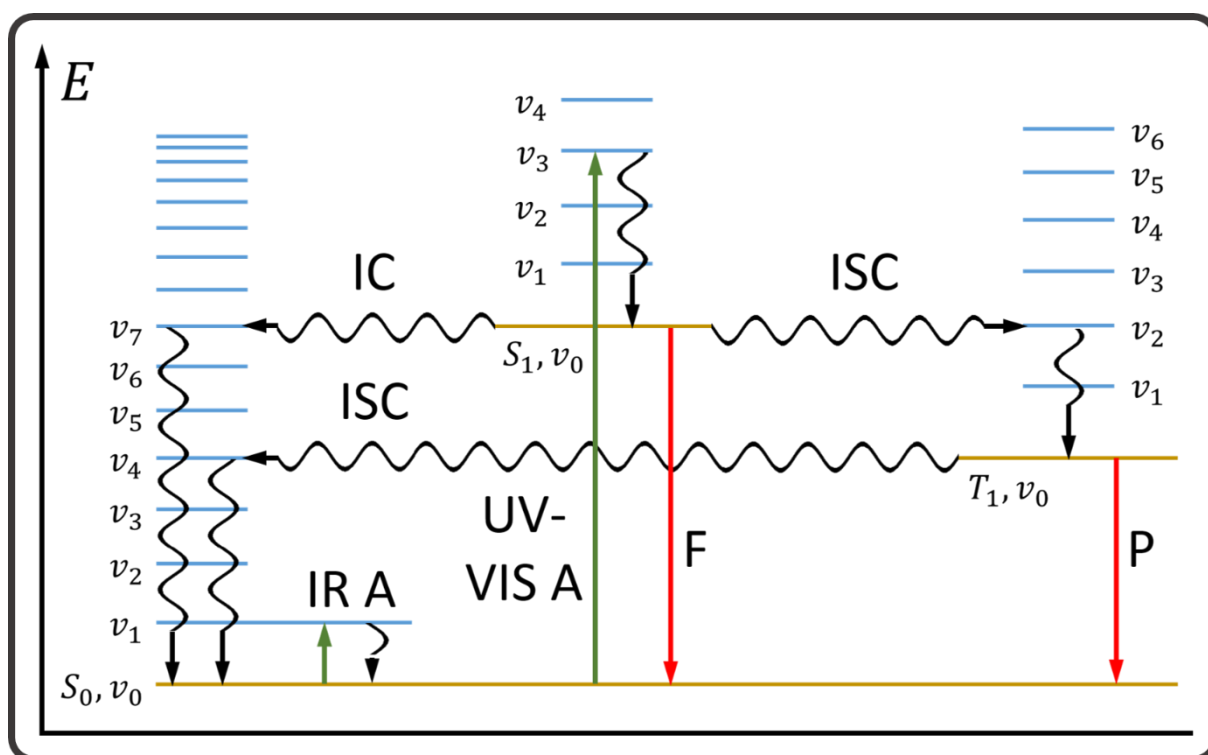 E
v₄
v₆
v₃
v₅
v₂
v₄
v₁
v₃
IC
ISC
v₇
v₂
S₁, v₀
v₆
v₁
v₅
ISC
v₄
T₁, v₀
v₃
UV-
F
P
v₂
VIS A
IR A
v₁
S₀, v₀